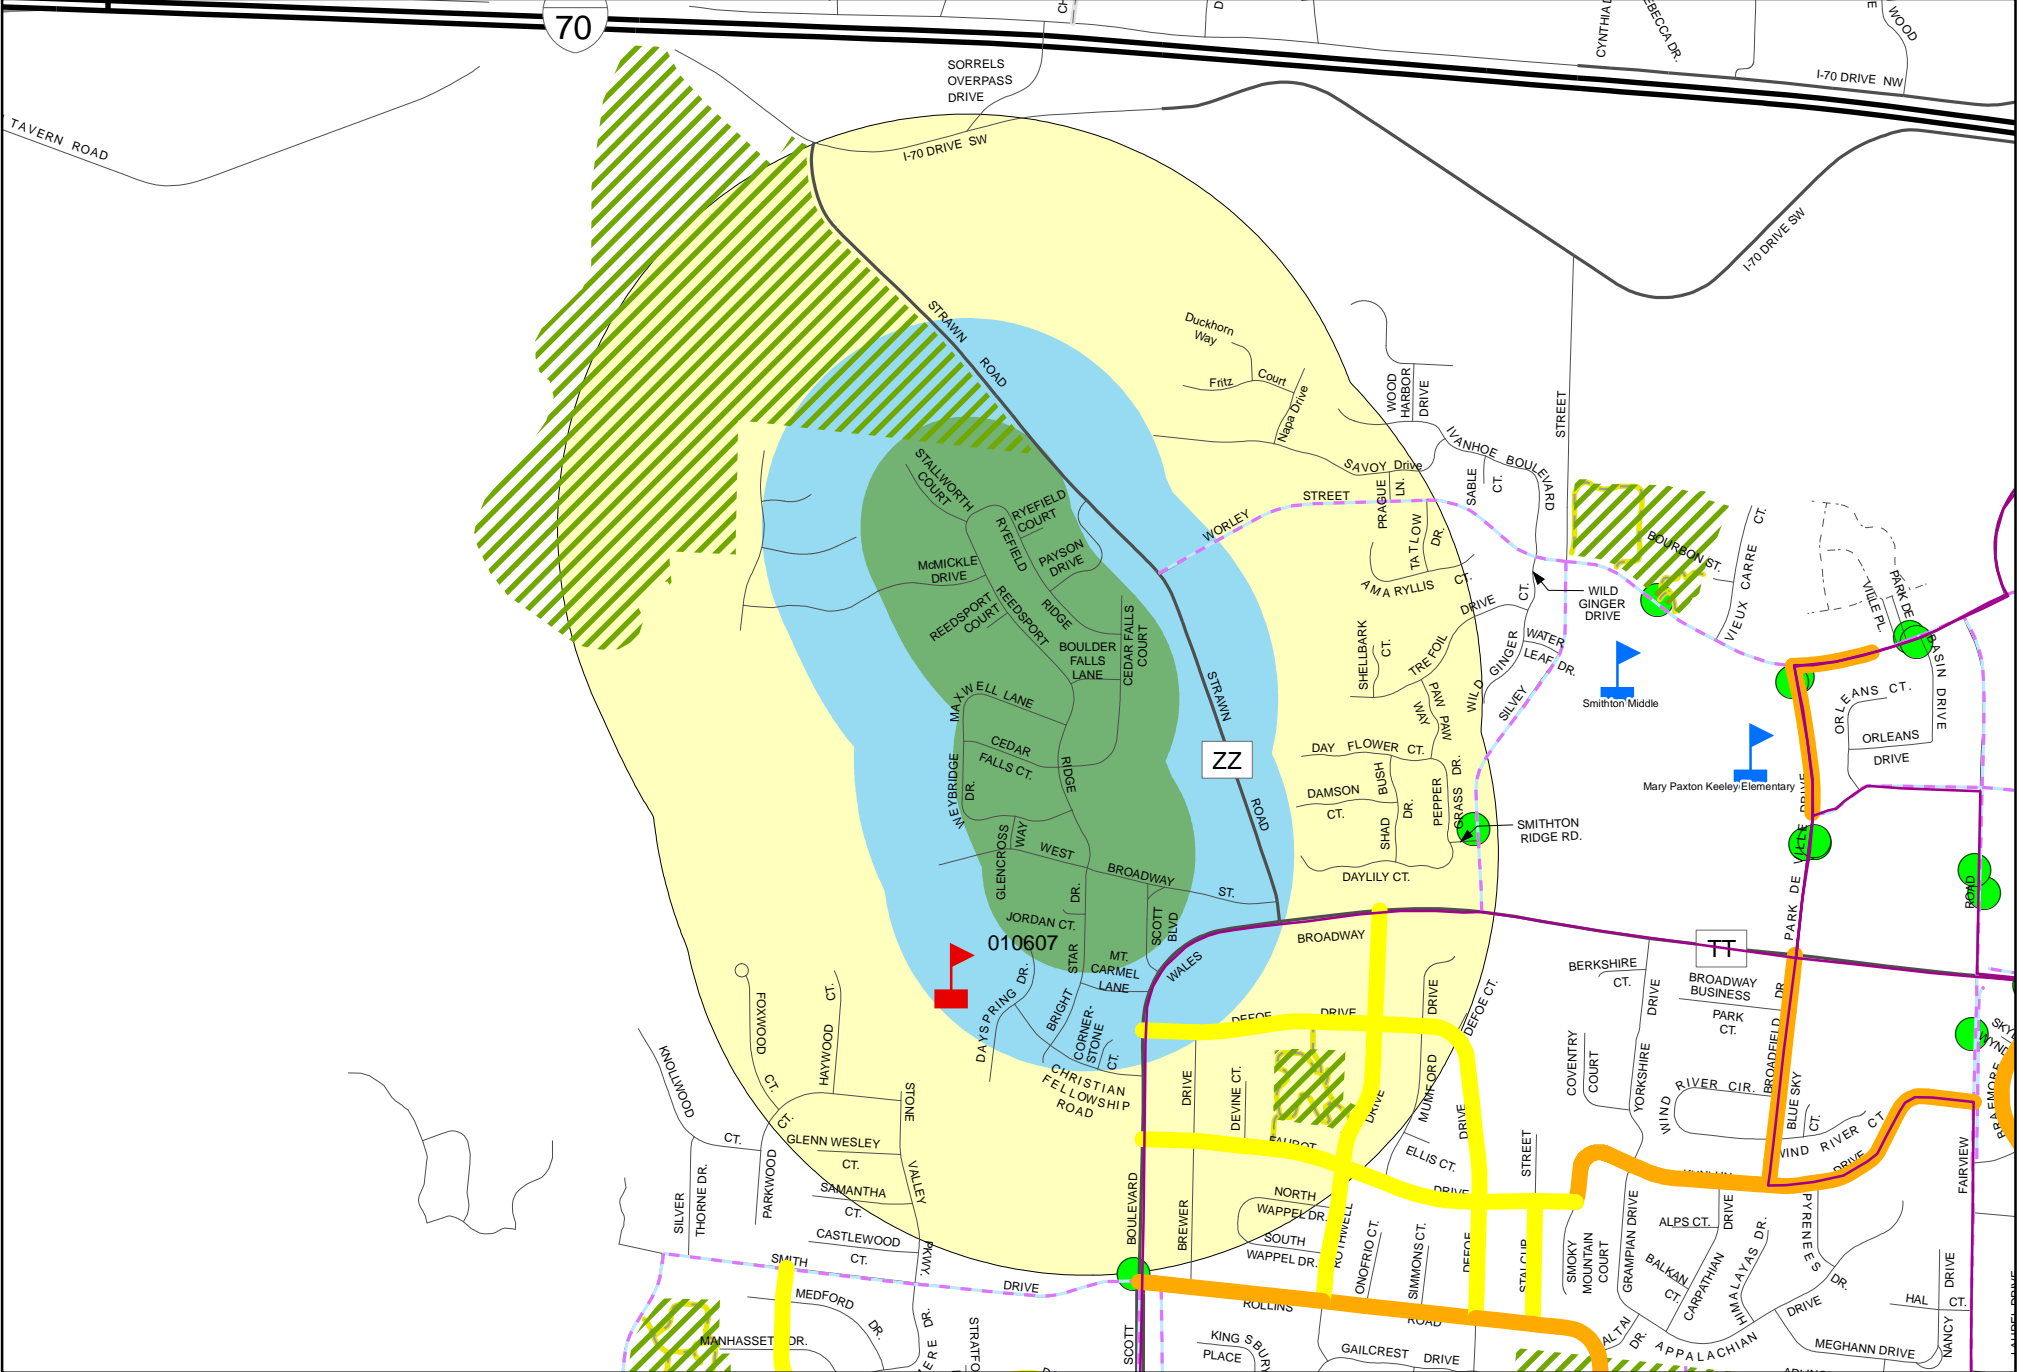 70
SORRELS
OVERPASS
DRIVE
CYNTHIA
EBECCA DR.
WOOD
I-70 DRIVE NW
TAVERN ROAD
I-70 DRIVE SW
I-70 DRIVE SW
STRAWN
ROAD
Duckhorn
Way
Fritz Court
Napa Drive
WOOD
HARBOR
DRIVE
STREET
IVANHOE BOULEVARD
SAVOY Drive
SABLE
CT.
PRAGUE
LN.
STREET
WORLEY
STALLWORTH
COURT
RYEFIELD
COURT
RYEFIELD
RIDGE
PAYSON
DRIVE
McMICKLE
DRIVE
REEDSPORT
COURT
REEDSPORT
RIDGE
BOULDER
FALLS
LANE
CEDAR FALLS
COURT
TATLOW
DR.
AMARYLLIS CT.
BOURBON ST.
VIEUX CARRE CT.
VILLE PL.
PARK DE
BASIN DRIVE
WILD
GINGER
DRIVE
WILD GINGER CT.
WATER
LEAF DR.
SHELLBARK
CT.
TREFOIL
DRIVE
PAW PAW
WAY
SILVEY
Smithton Middle
ORLEANS CT.
ORLEANS
DRIVE
Mary Paxton Keeley Elementary
MAXWELL LANE
CEDAR
FALLS CT.
WEYBRIDGE
DR.
STRAWN
ROAD
ZZ
DAY FLOWER CT.
DAMSON
CT.
SHAD BUSH
DR.
PEPPER
GRASS DR.
SMITHTON
RIDGE RD.
DAYLILY CT.
PARK DE VILLE DRIVE
ROAD
GLENCROSS
WAY
WEST BROADWAY ST.
JORDAN CT.
BRIGHT STAR DR.
SCOTT
BLVD
010607
MT.
CARMEL
LANE
WALES
BROADWAY
TT
DAYSPRING DR.
CORNER-
STONE
CT.
CHRISTIAN
FELLOWSHIP
ROAD
DEFOE DRIVE
DEFOE CT.
BERKSHIRE
CT.
BROADWAY
BUSINESS
PARK
CT.
BROADFIELD DR.
COVENTRY
COURT
YORKSHIRE DRIVE
WIND RIVER CIR.
BLUE SKY
CT.
WIND RIVER CT
DRIVE
FAIRVIEW
BRAEMORE
FOXWOOD
CT.
HAYWOOD CT.
KNOLLWOOD
CT.
STONE VALLEY PKWY.
GLENN WESLEY
CT.
SAMANTHA
CT.
CASTLEWOOD
CT.
SILVER
THORNE DR.
PARKWOOD
CT.
SMITH DRIVE
MEDFORD
DR.
MANHASSET DR.
SCOTT BOULEVARD
BREWER DRIVE
DEVINE CT.
FAUROT DRIVE
MUMFORD DRIVE
ELLIS CT.
NORTH
WAPPEL DR.
SOUTH
WAPPEL DR.
ROTHWELL DRIVE
ONOFRIO CT.
SIMMONS CT.
DEFOE DRIVE
STREET
SMOKY
MOUNTAIN
COURT
GRAMPIAN DRIVE
ALPS CT.
BALKAN
CT.
CARPATHIAN
DRIVE
HIMALAYAS DR.
PYRENEES
DR.
ROLLINS ROAD
KING
PLACE
GAILCREST DRIVE
ALTAI
DR.
APPALACHIAN
DRIVE
MEGHANN DRIVE
HAL CT.
NANCY DRIVE